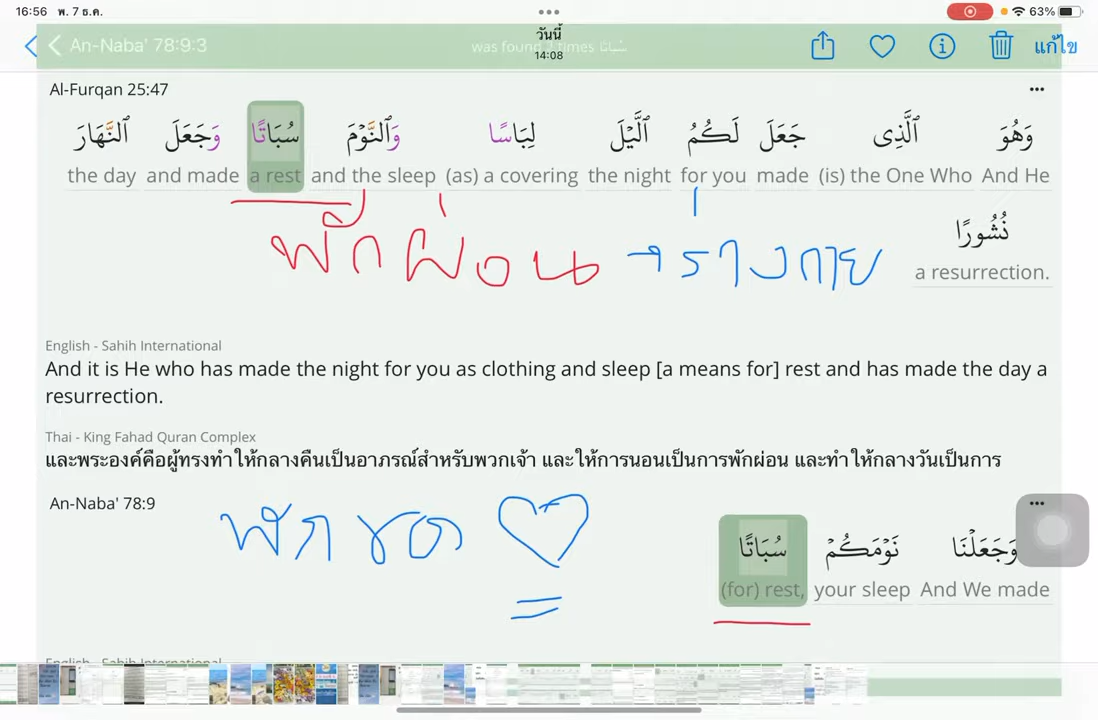 16:56 พ. 7 ธ.ค.
63%
วันนี้
14:08
แก้ไข
An-Naba' 78:9:3
was found 2 times سُبَاتًا
Al-Furqan 25:47
وَهُوَ ٱلَّذِى جَعَلَ لَكُمُ ٱلَّيْلَ لِبَاسًا وَٱلنَّوْمَ سُبَاتًا وَجَعَلَ ٱلنَّهَارَ
the day and made a rest and the sleep (as) a covering the night for you made (is) the One Who And He
พักผ่อน → ร่างกาย
نُشُورًا
a resurrection.
English - Sahih International
And it is He who has made the night for you as clothing and sleep [a means for] rest and has made the day a
resurrection.
Thai - King Fahad Quran Complex
และพระองค์คือผู้ทรงทำให้กลางคืนเป็นอาภรณ์สำหรับพวกเจ้า และให้การนอนเป็นการพักผ่อน และทำให้กลางวันเป็นการ
An-Naba' 78:9
وَجَعَلْنَا نَوْمَكُمْ سُبَاتًا
(for) rest, your sleep And We made
English - Sahih International